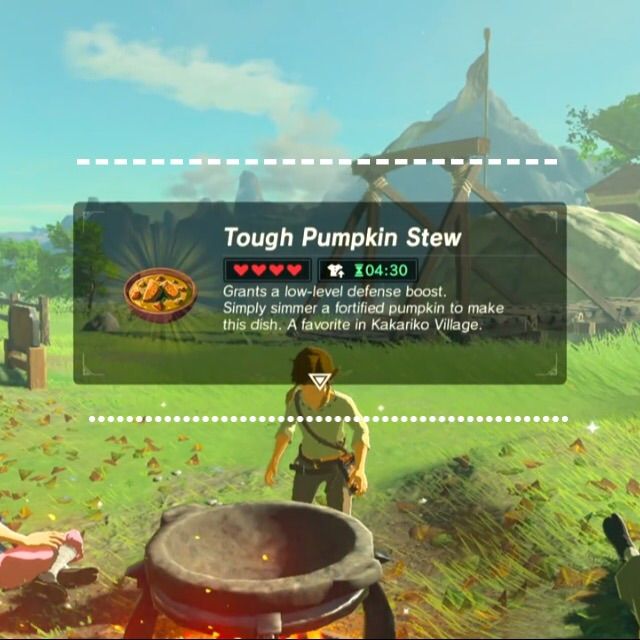 Tough Pumpkin Stew
04:30
Grants a low-level defense boost.
Simply simmer a fortified pumpkin to make
this dish. A favorite in Kakariko Village.